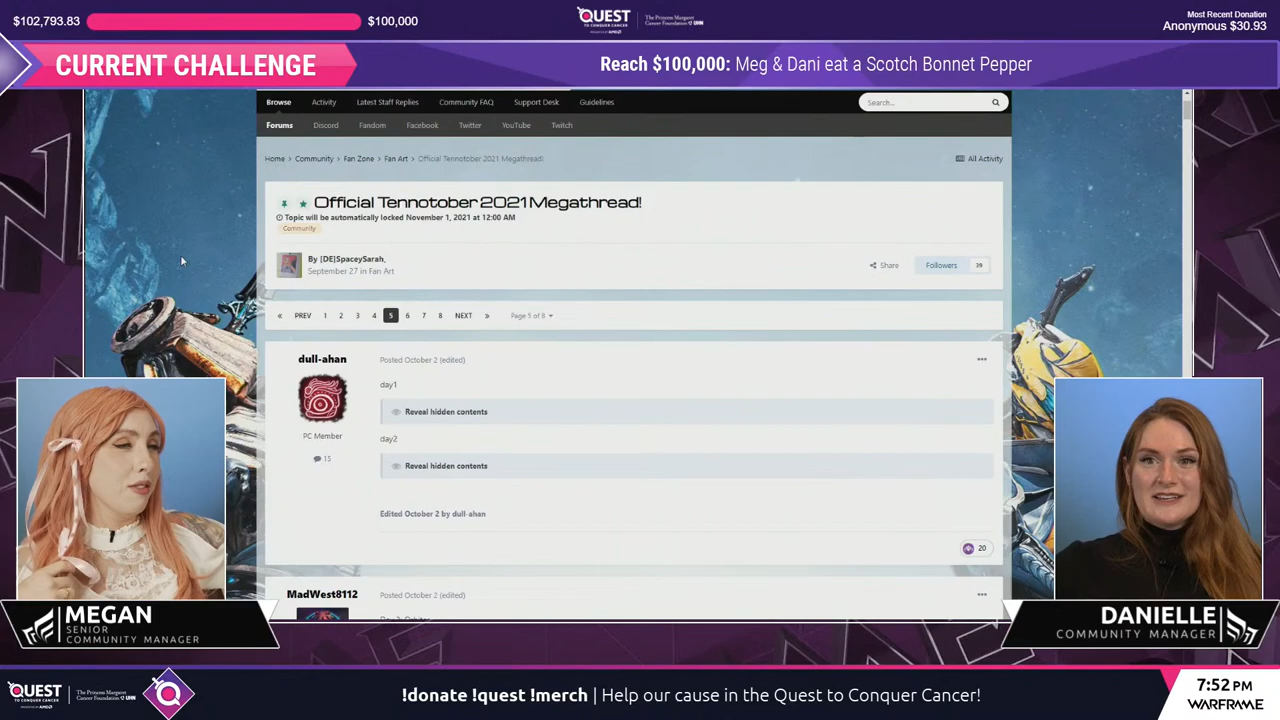 $102,793.83
$100,000
QUEST
TO CONQUER CANCER
The Princess Margaret
Cancer Foundation UHN
Most Recent Donation
Anonymous $30.93
CURRENT CHALLENGE
Reach $100,000: Meg & Dani eat a Scotch Bonnet Pepper
Browse Activity Latest Staff Replies Community FAQ Support Desk Guidelines
Search...
Forums Discord Fandom Facebook Twitter YouTube Twitch
Home > Community > Fan Zone > Fan Art > Official Tennotober 2021 Megathread!
All Activity
Official Tennotober 2021 Megathread!
Topic will be automatically locked November 1, 2021 at 12:00 AM
Community
By [DE]SpaceySarah,
September 27 in Fan Art
Share
Followers 39
« PREV 1 2 3 4 5 6 7 8 NEXT » Page 5 of 8
dull-ahan
Posted October 2 (edited)
day1
Reveal hidden contents
PC Member
day2
15
Reveal hidden contents
Edited October 2 by dull-ahan
20
MadWest8112
Posted October 2 (edited)
MEGAN
SENIOR
COMMUNITY MANAGER
DANIELLE
COMMUNITY MANAGER
QUEST
TO CONQUER CANCER
The Princess Margaret
Cancer Foundation UHN
!donate !quest !merch | Help our cause in the Quest to Conquer Cancer!
7:52 PM
WARFRAME